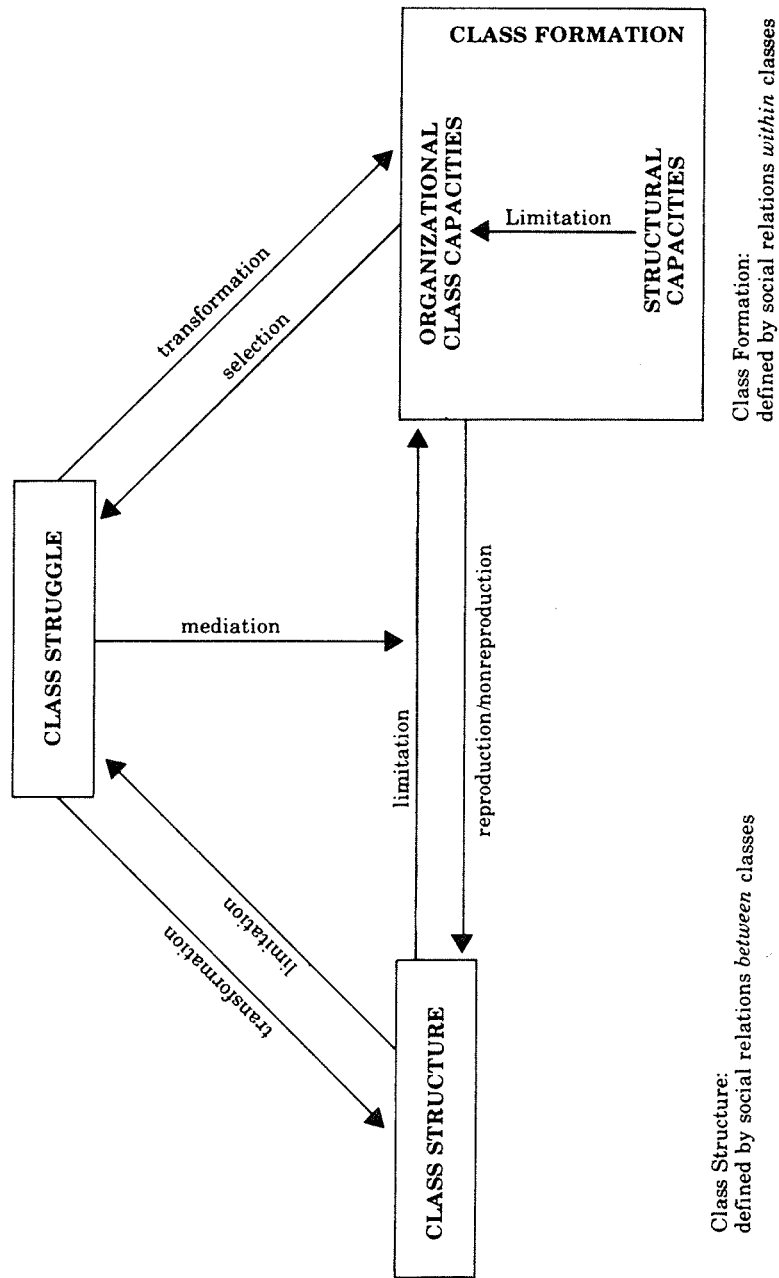 CLASS STRUGGLE
transformation
limitation
mediation
transformation
selection
CLASS STRUCTURE
limitation
reproduction/nonreproduction
CLASS FORMATION
ORGANIZATIONAL
CLASS CAPACITIES
Limitation
STRUCTURAL
CAPACITIES
Class Structure:
defined by social relations between classes
Class Formation:
defined by social relations within classes